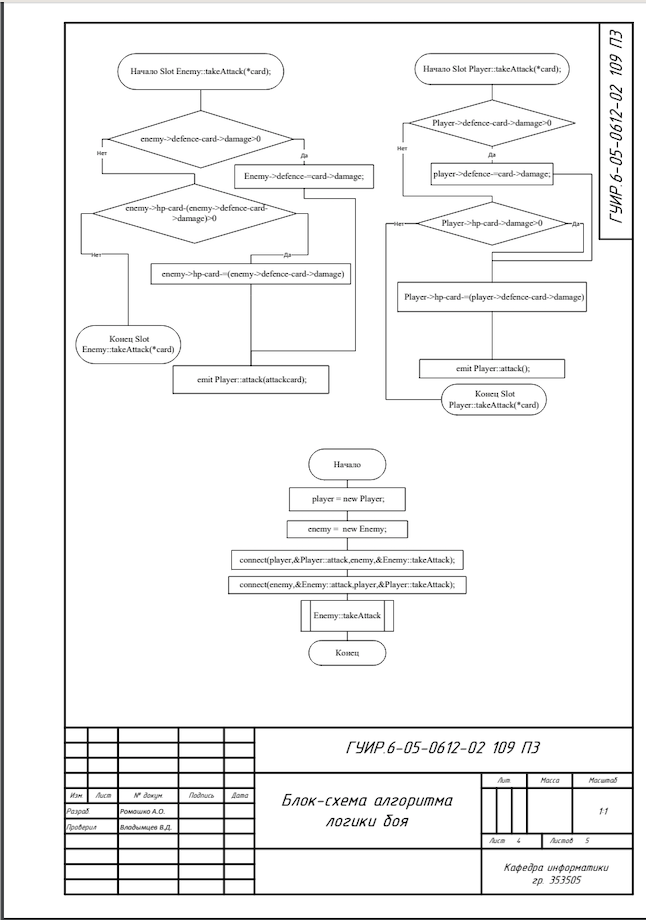 ГУИР.6-05-0612-02 109 ПЗ
Начало Slot Enemy::takeAttack(*card);
enemy->defence-card->damage>0
Нет
Да
Enemy->defence-=card->damage;
enemy->hp-card-(enemy->defence-card-
>damage)>0
Нет
Да
enemy->hp-card-=(enemy->defence-card->damage)
Конец Slot
Enemy::takeAttack(*card)
emit Player::attack(attackcard);
Начало Slot Player::takeAttack(*card);
Player->defence-card->damage>0
Нет
Да
player->defence-=card->damage;
Player->hp-card->damage>0
Нет
Да
Player->hp-card-=(player->defence-card->damage)
emit Player::attack();
Конец Slot
Player::takeAttack(*card)
Начало
player = new Player;
enemy = new Enemy;
connect(player,&Player::attack,enemy,&Enemy::takeAttack);
connect(enemy,&Enemy::attack,player,&Player::takeAttack);
Enemy::takeAttack
Конец
ГУИР.6-05-0612-02 109 ПЗ
Изм Лист № докум Подпись Дата
Разраб Ромашко А.О.
Проверил Владымцев В.Д.
Блок-схема алгоритма
логики боя
Лит Масса Масштаб
1:1
Лист 4 Листов 5
Кафедра информатики
гр. 353505